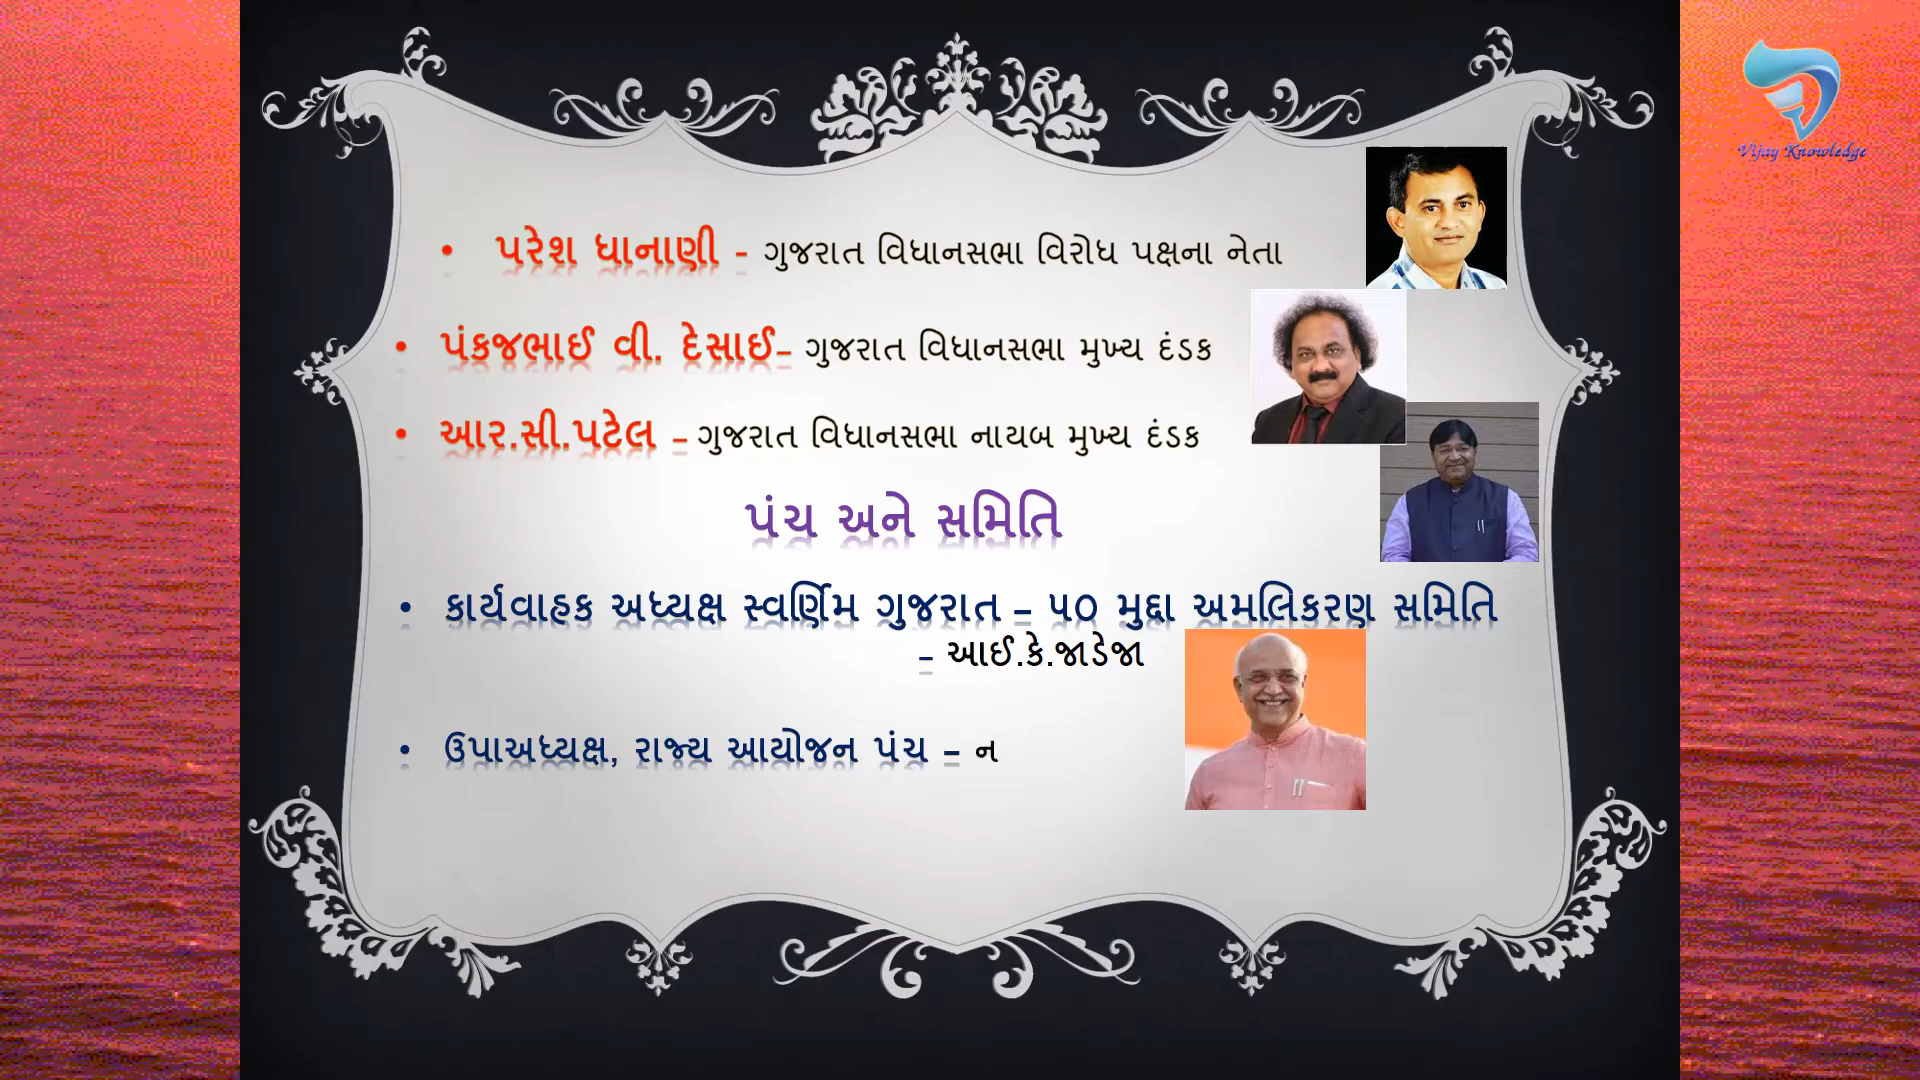 Vijay Knowledge
• પરેશ ધાનાણી - ગુજરાત વિધાનસભા વિરોધ પક્ષના નેતા
• પંકજભાઈ વી. દેસાઈ– ગુજરાત વિધાનસભા મુખ્ય દંડક
• આર.સી.પટેલ – ગુજરાત વિધાનસભા નાયબ મુખ્ય દંડક
પંચ અને સમિતિ
• કાર્યવાહક અધ્યક્ષ સ્વર્ણિમ ગુજરાત – ૫૦ મુદ્દા અમલિકરણ સમિતિ
– આઈ.કે.જાડેજા
• ઉપાઅધ્યક્ષ, રાજ્ય આયોજન પંચ – ન